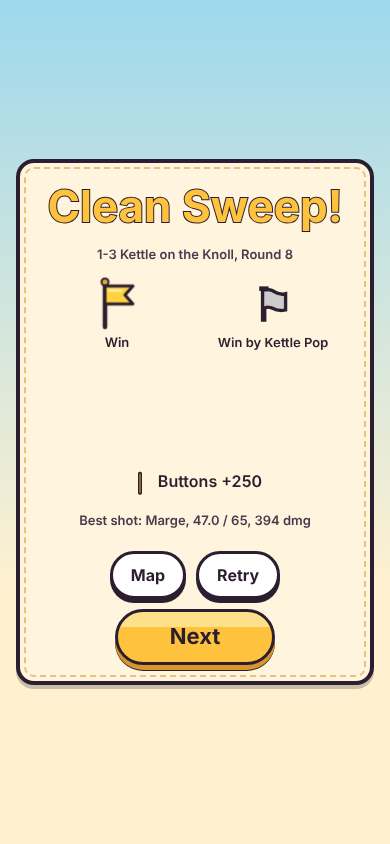 Clean Sweep!
1-3 Kettle on the Knoll, Round 8
Win
Win by Kettle Pop
Buttons +250
Best shot: Marge, 47.0 / 65, 394 dmg
Map
Retry
Next